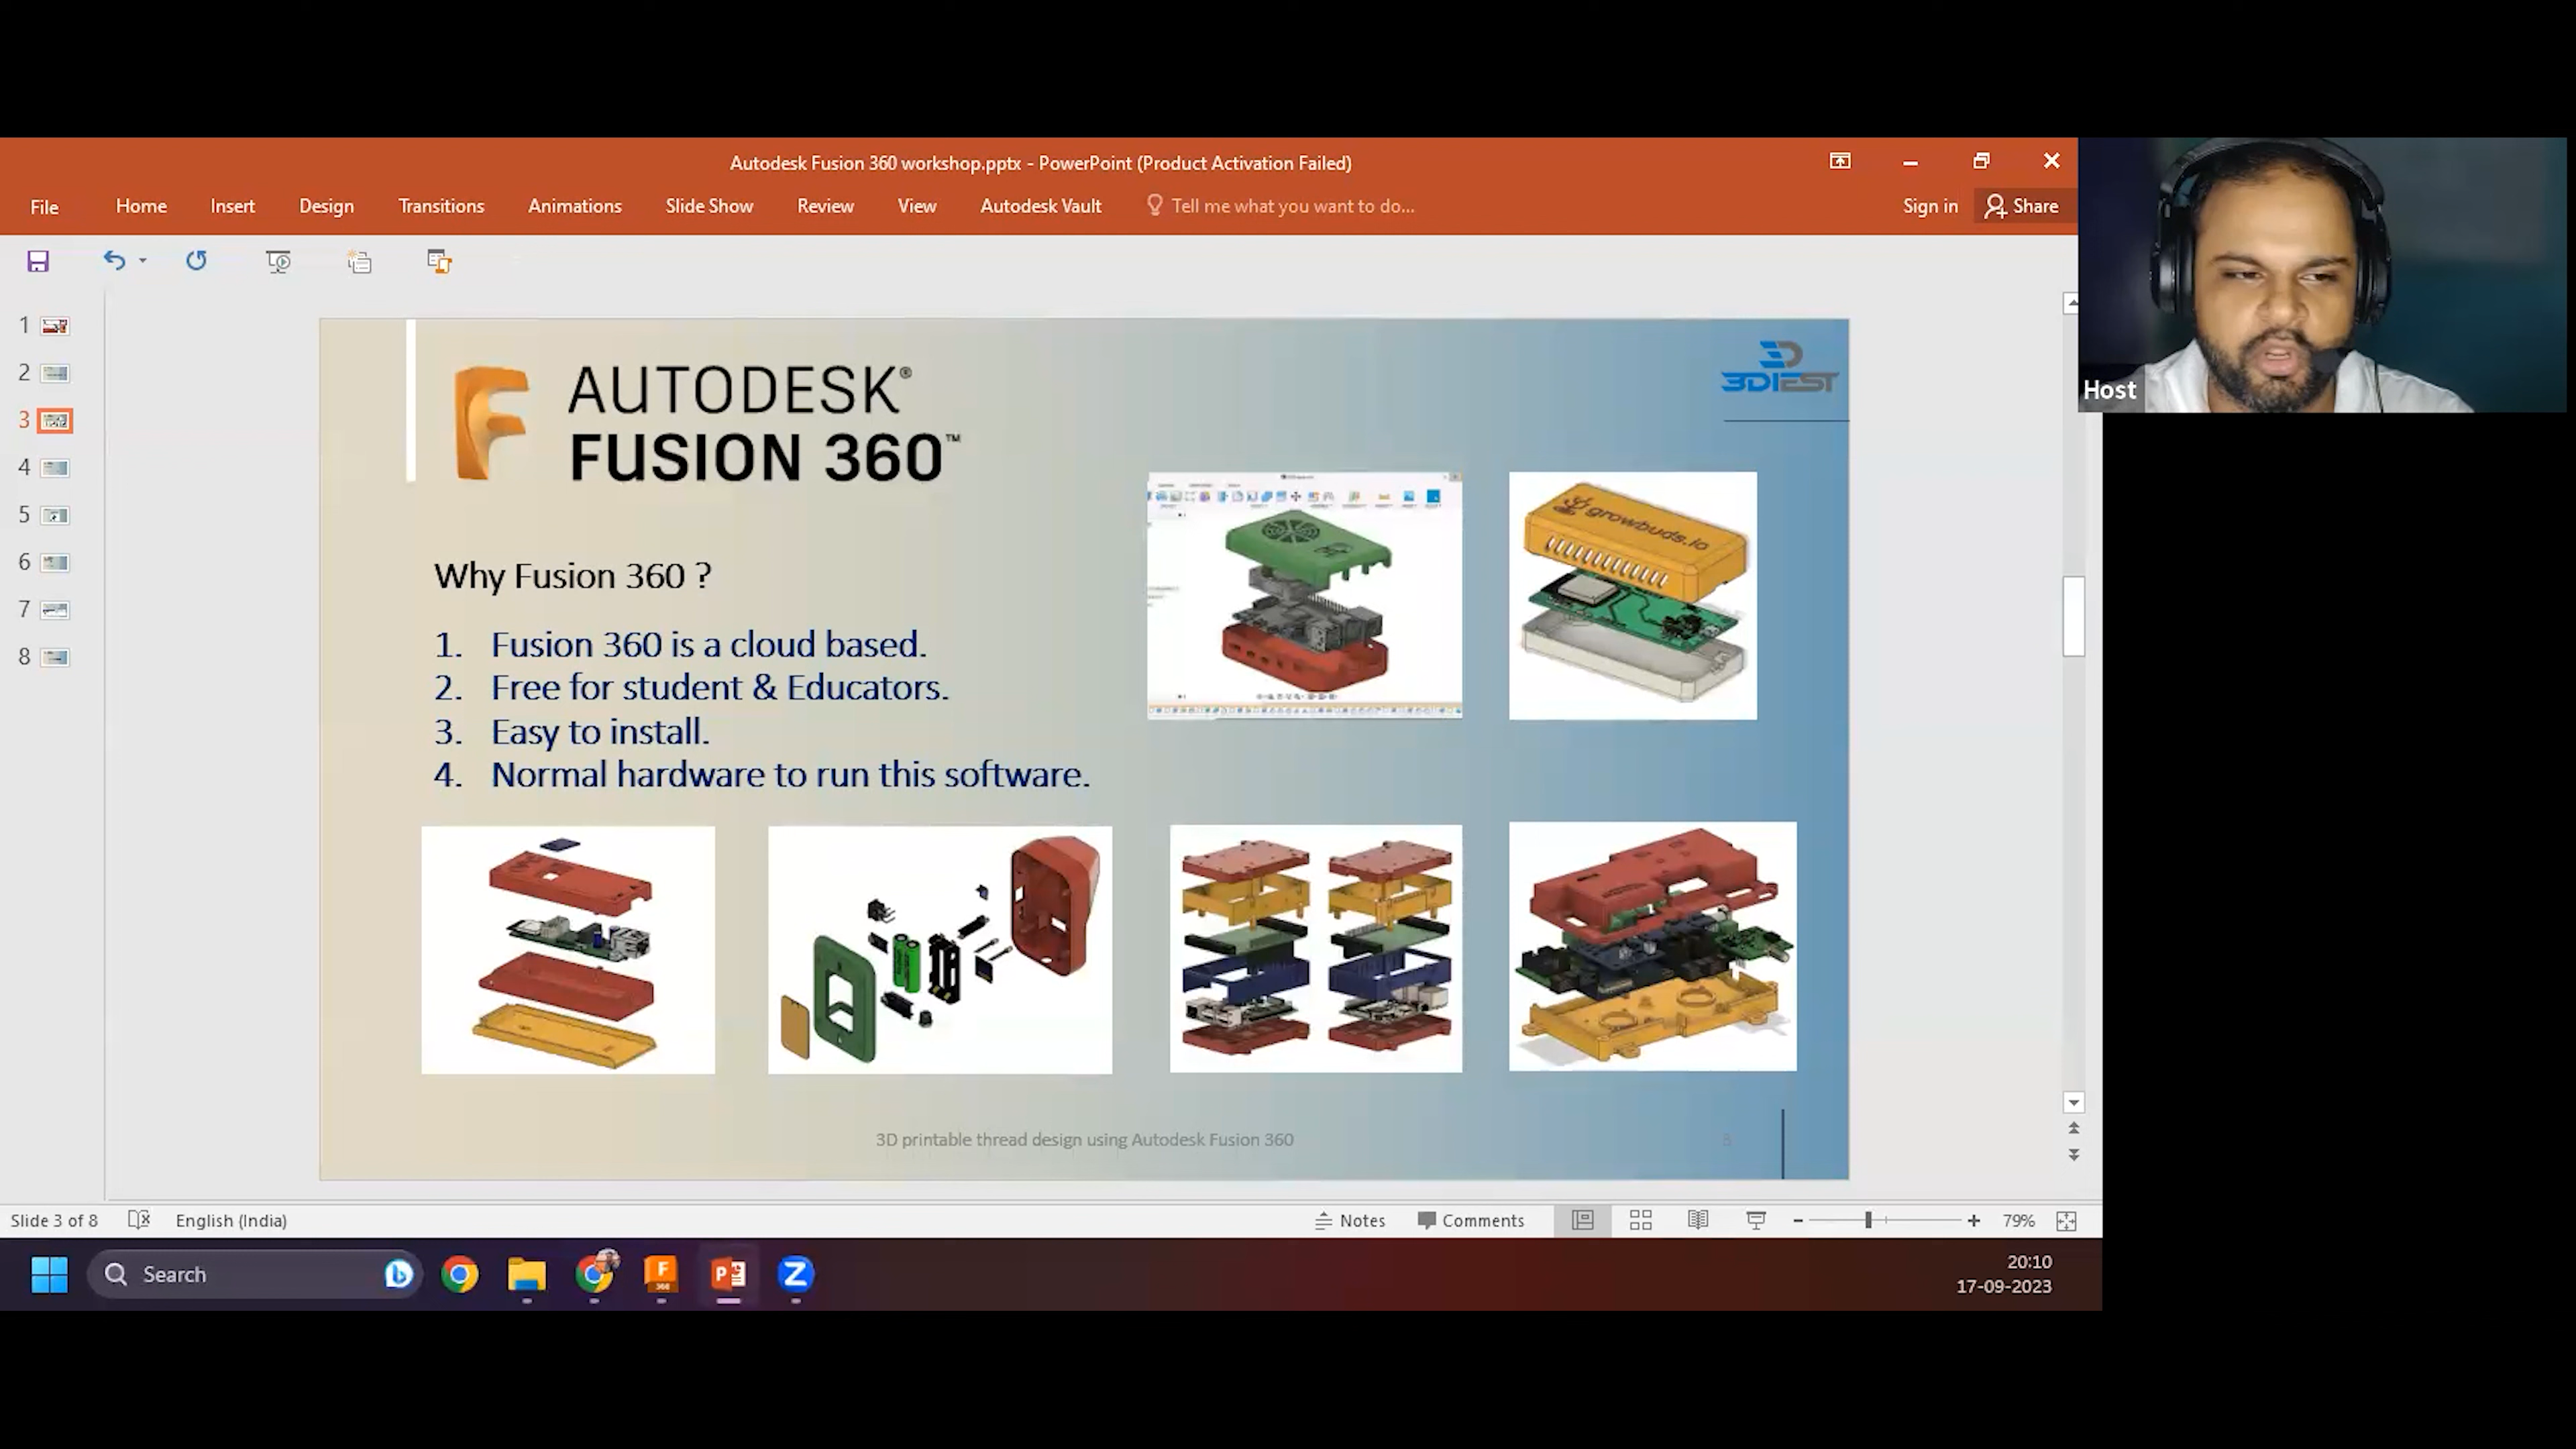 Autodesk Fusion 360 workshop.pptx - PowerPoint (Product Activation Failed)
File Home Insert Design Transitions Animations Slide Show Review View Autodesk Vault Tell me what you want to do... Sign in Share
Host
1
2
3
4
5
6
7
8
AUTODESK®
FUSION 360™
3DIEST
growbuds.io
Why Fusion 360 ?
1. Fusion 360 is a cloud based.
2. Free for student & Educators.
3. Easy to install.
4. Normal hardware to run this software.
3D printable thread design using Autodesk Fusion 360
Slide 3 of 8 English (India) Notes Comments 79%
Search
20:10
17-09-2023